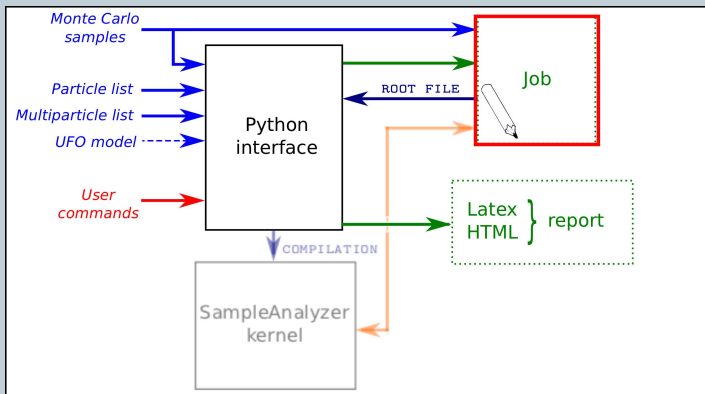 Monte Carlo
samples
Particle list
Multiparticle list
UFO model
User
commands
Python
interface
ROOT FILE
Job
COMPILATION
Latex
HTML
} report
SampleAnalyzer
kernel